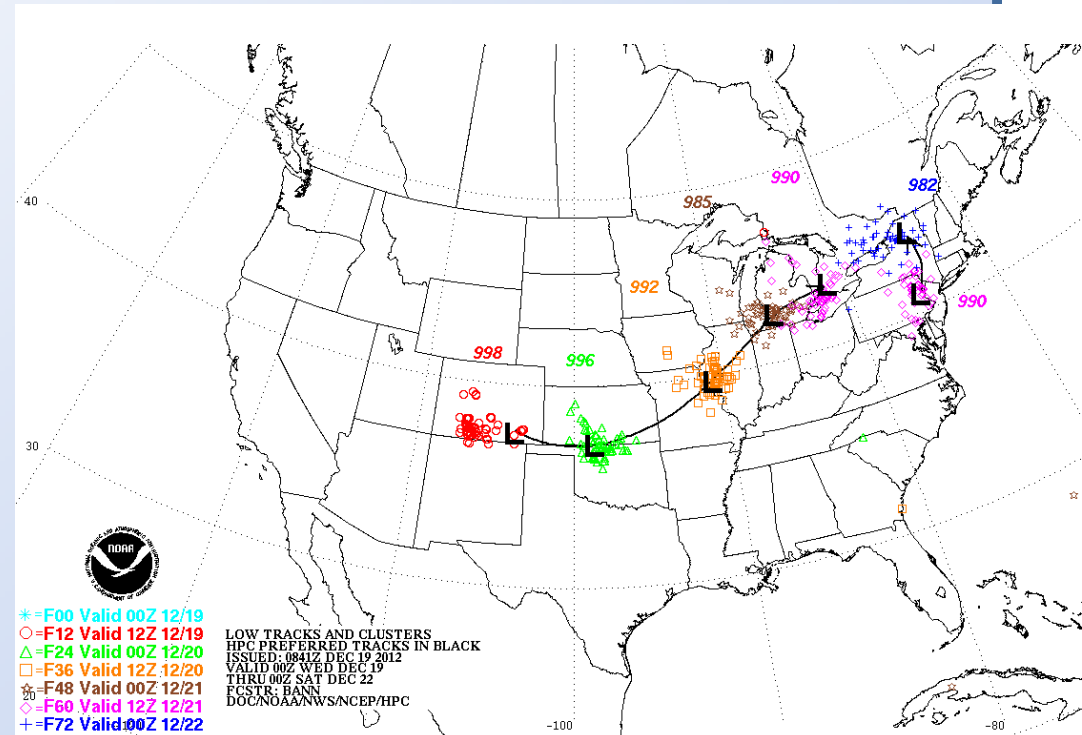 40
990
982
985
992
990
998
996
30
NOAA
*=F00 Valid 00Z 12/19
○=F12 Valid 12Z 12/19
△=F24 Valid 00Z 12/20
□=F36 Valid 12Z 12/20
☆=F48 Valid 00Z 12/21
◇=F60 Valid 12Z 12/21
+=F72 Valid 00Z 12/22
LOW TRACKS AND CLUSTERS
HPC PREFERRED TRACKS IN BLACK
ISSUED: 0841Z DEC 19 2012
VALID 00Z WED DEC 19
THRU 00Z SAT DEC 22
FCSTR: BANN
DOC/NOAA/NWS/NCEP/HPC
20
-100
-80
L
L
L
L
L
L
L